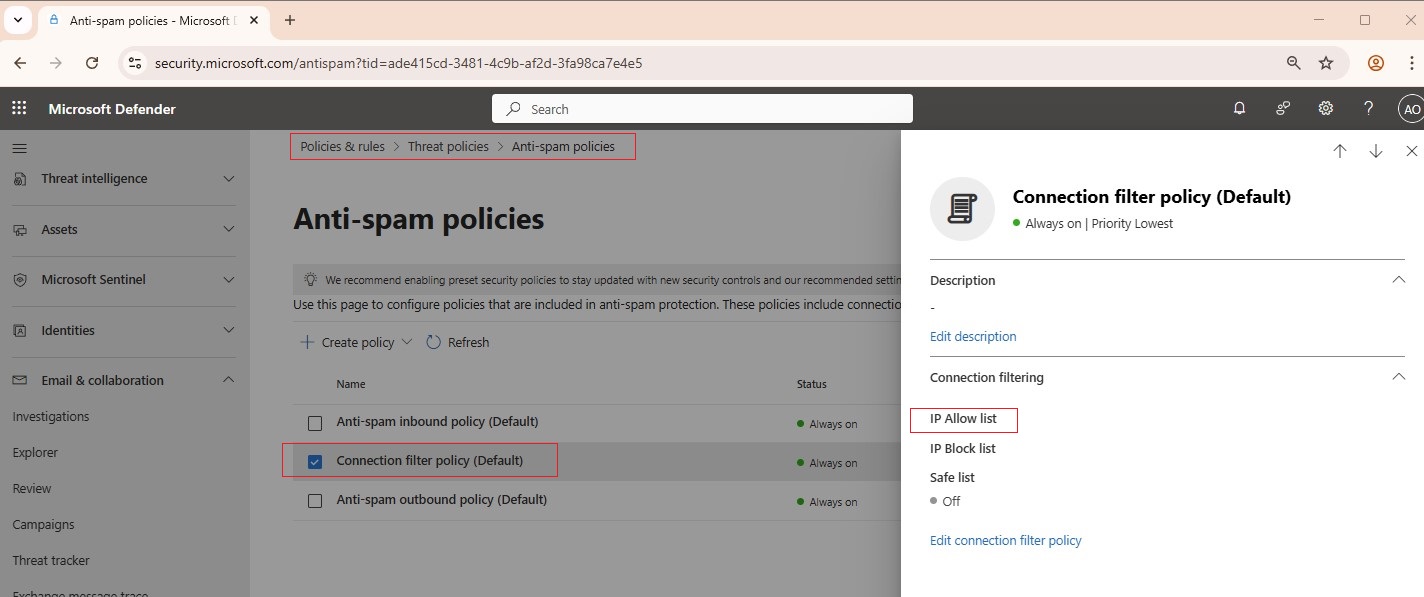 Anti-spam policies - Microsoft
security.microsoft.com/antispam?tid=ade415cd-3481-4c9b-af2d-3fa98ca7e4e5
Microsoft Defender
Search
AO
Threat intelligence
Assets
Microsoft Sentinel
Identities
Email & collaboration
Investigations
Explorer
Review
Campaigns
Threat tracker
Exchange message trace
Policies & rules > Threat policies > Anti-spam policies
Anti-spam policies
We recommend enabling preset security policies to stay updated with new security controls and our recommended settin
Use this page to configure policies that are included in anti-spam protection. These policies include connectio
Create policy Refresh
Name Status
Anti-spam inbound policy (Default) Always on
Connection filter policy (Default) Always on
Anti-spam outbound policy (Default) Always on
Connection filter policy (Default)
Always on | Priority Lowest
Description
-
Edit description
Connection filtering
IP Allow list
IP Block list
Safe list
Off
Edit connection filter policy